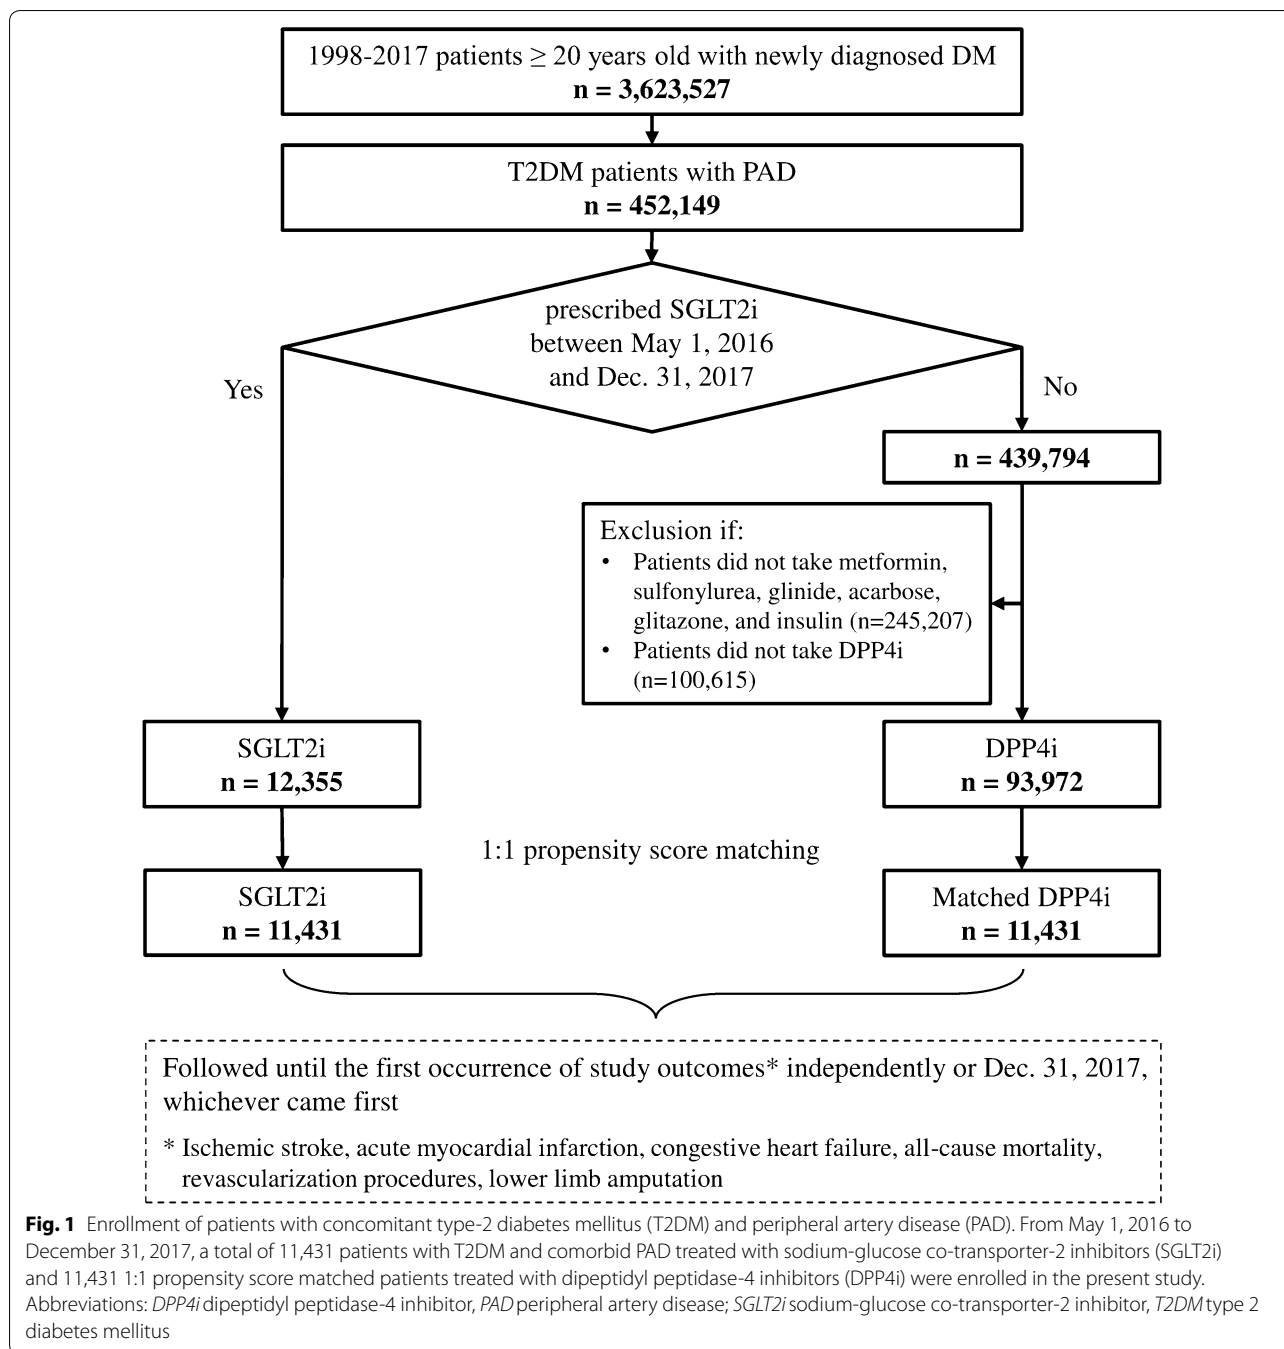 1998-2017 patients ≥ 20 years old with newly diagnosed DM
n = 3,623,527
T2DM patients with PAD
n = 452,149
prescribed SGLT2i
between May 1, 2016
and Dec. 31, 2017
Yes
No
n = 439,794
Exclusion if:
• Patients did not take metformin,
sulfonylurea, glinide, acarbose,
glitazone, and insulin (n=245,207)
• Patients did not take DPP4i
(n=100,615)
SGLT2i
n = 12,355
DPP4i
n = 93,972
1:1 propensity score matching
SGLT2i
n = 11,431
Matched DPP4i
n = 11,431
Followed until the first occurrence of study outcomes* independently or Dec. 31, 2017,
whichever came first
* Ischemic stroke, acute myocardial infarction, congestive heart failure, all-cause mortality,
revascularization procedures, lower limb amputation
Fig. 1 Enrollment of patients with concomitant type-2 diabetes mellitus (T2DM) and peripheral artery disease (PAD). From May 1, 2016 to
December 31, 2017, a total of 11,431 patients with T2DM and comorbid PAD treated with sodium-glucose co-transporter-2 inhibitors (SGLT2i)
and 11,431 1:1 propensity score matched patients treated with dipeptidyl peptidase-4 inhibitors (DPP4i) were enrolled in the present study.
Abbreviations: DPP4i dipeptidyl peptidase-4 inhibitor, PAD peripheral artery disease; SGLT2i sodium-glucose co-transporter-2 inhibitor, T2DM type 2
diabetes mellitus